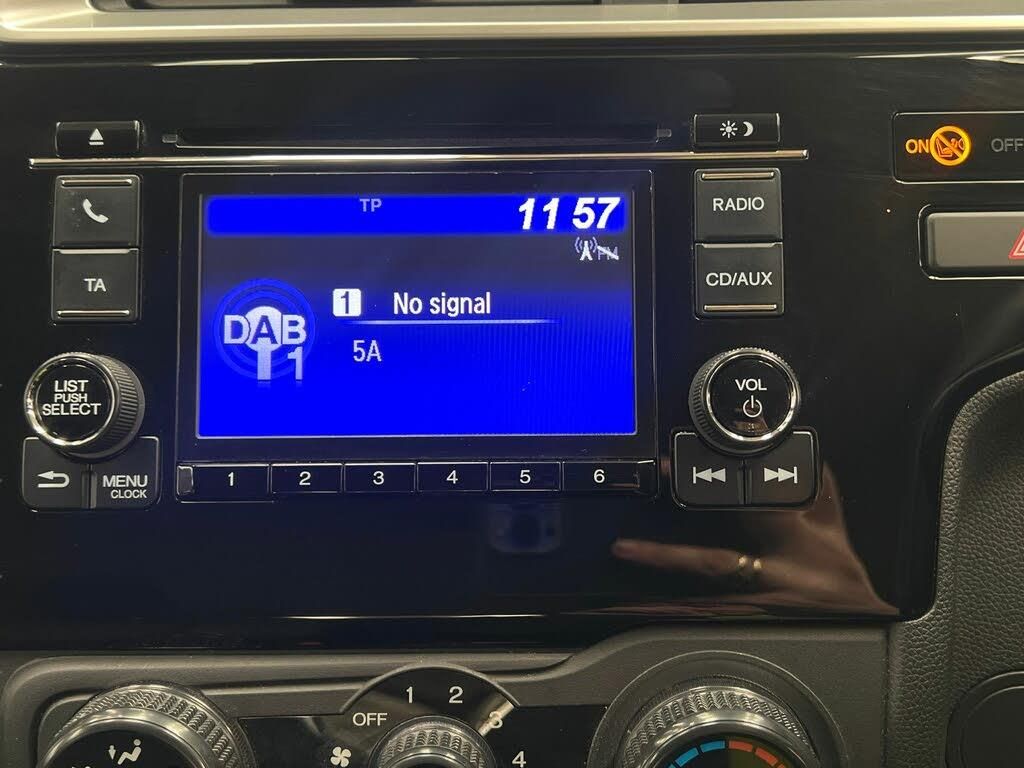 TP
11 57
FM
DAB
1
1 No signal
5A
TA
LIST
PUSH
SELECT
MENU
CLOCK
1 2 3 4 5 6
RADIO
CD/AUX
VOL
ON
OFF
OFF 1 2 3 4